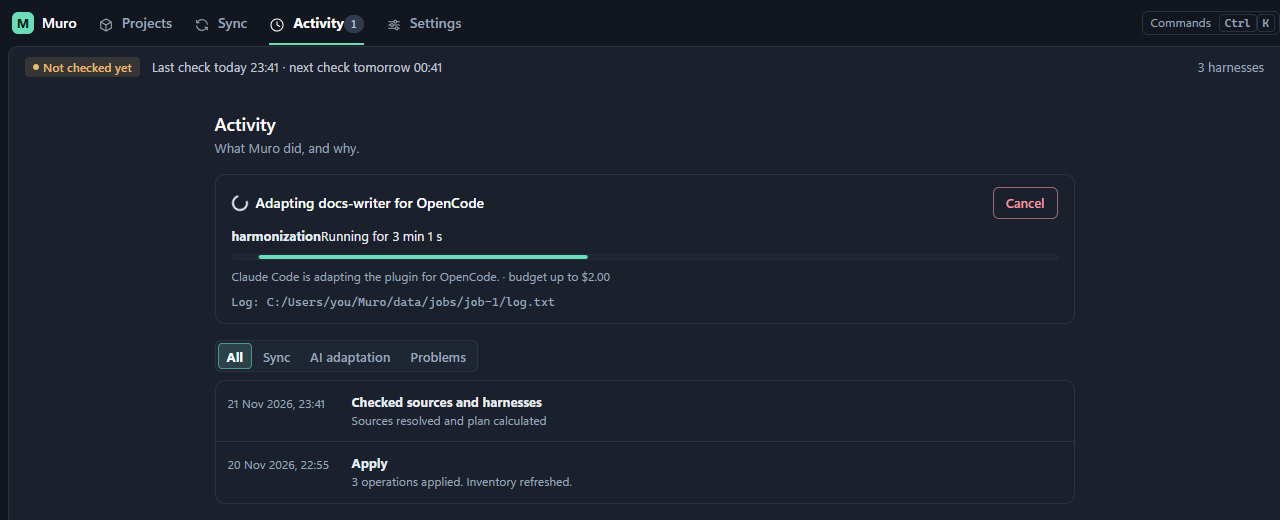 M Muro Projects Sync Activity 1 Settings Commands Ctrl K
Not checked yet Last check today 23:41 · next check tomorrow 00:41 3 harnesses
Activity
What Muro did, and why.
Adapting docs-writer for OpenCode Cancel
harmonizationRunning for 3 min 1 s
Claude Code is adapting the plugin for OpenCode. · budget up to $2.00
Log: C:/Users/you/Muro/data/jobs/job-1/log.txt
All Sync AI adaptation Problems
21 Nov 2026, 23:41 Checked sources and harnesses
Sources resolved and plan calculated
20 Nov 2026, 22:55 Apply
3 operations applied. Inventory refreshed.